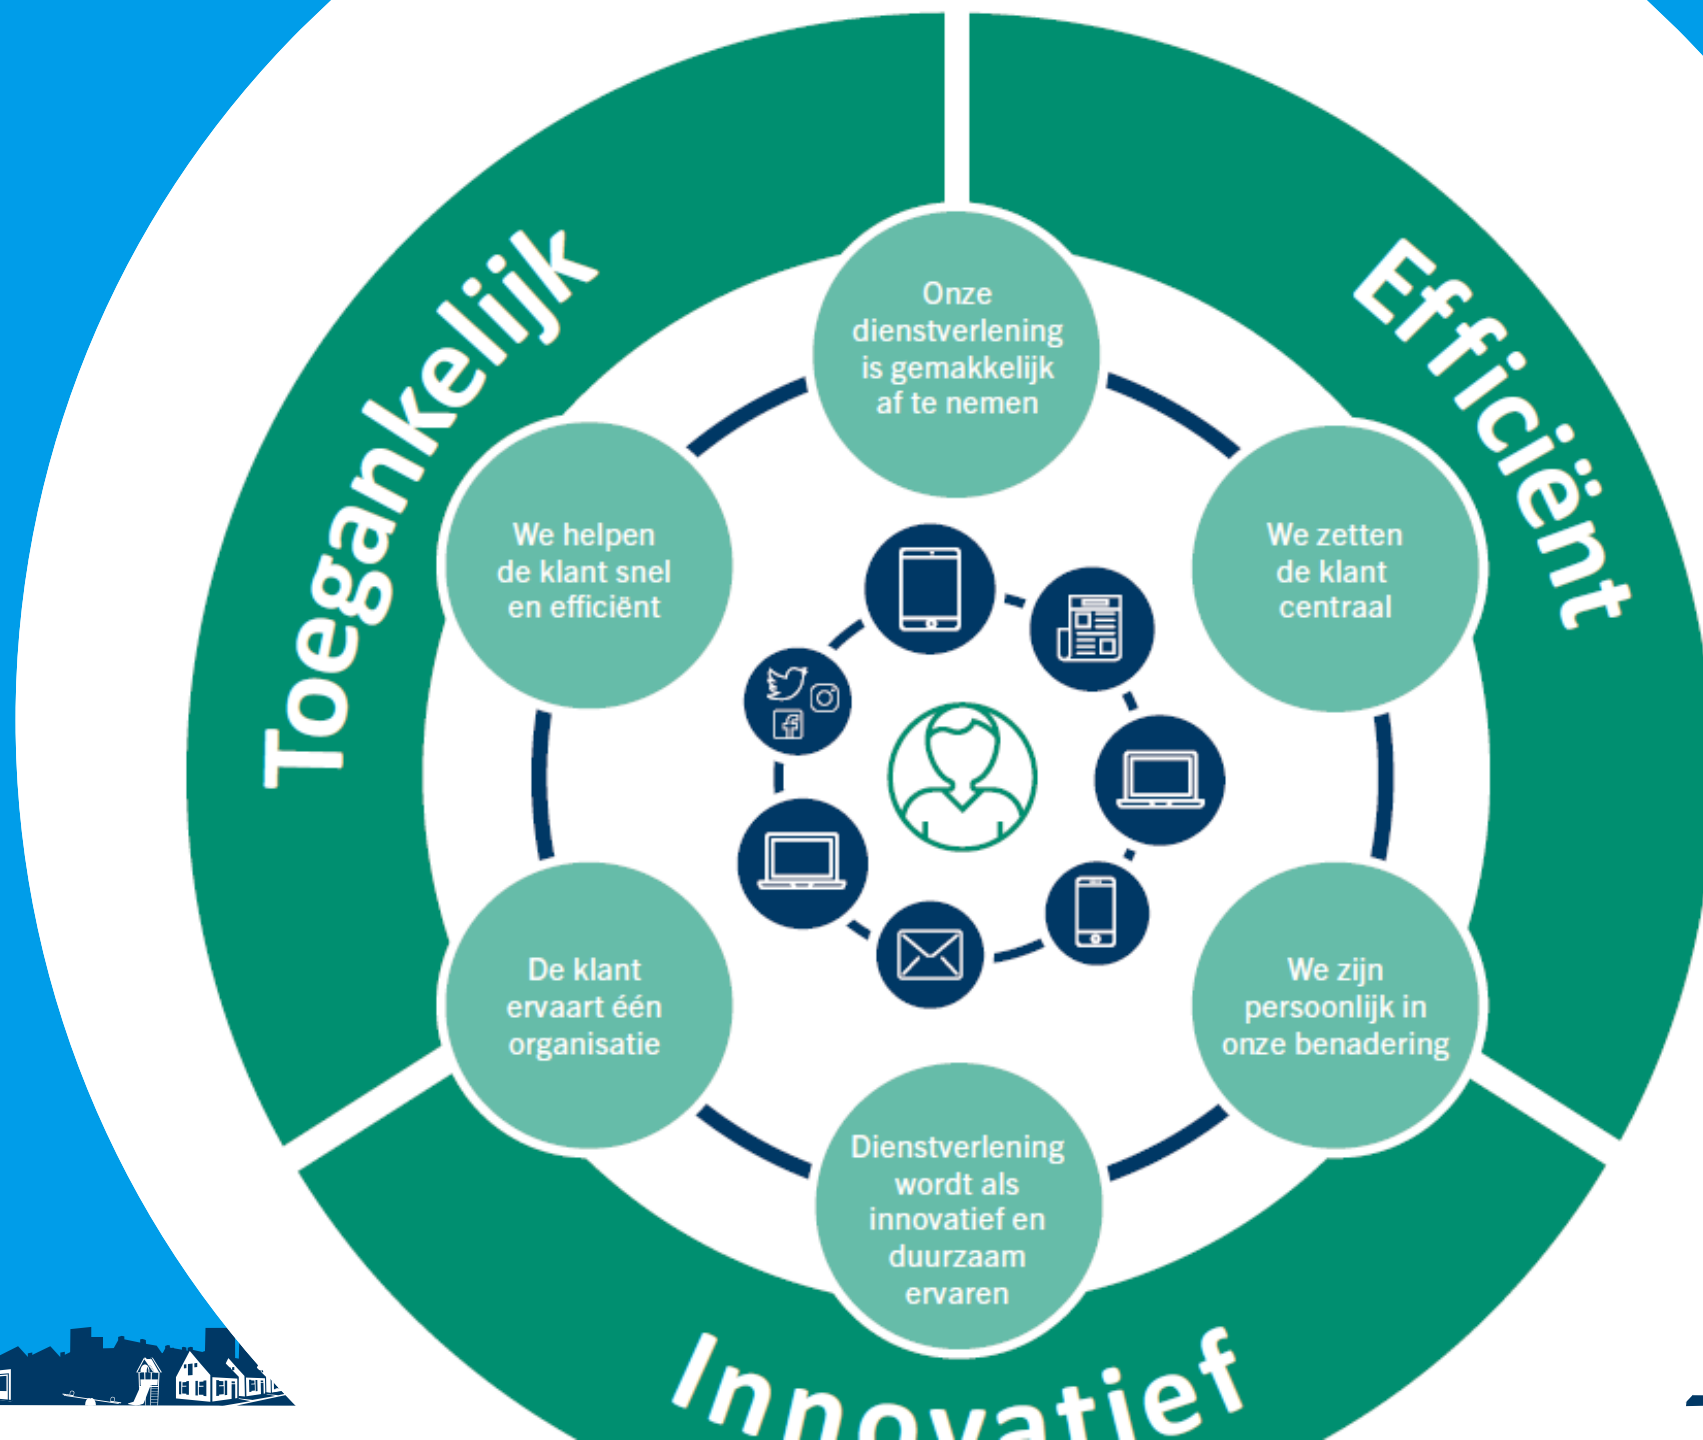 Toegankelijk
Efficiënt
Onze
dienstverlening
is gemakkelijk
af te nemen
We helpen
de klant snel
en efficiënt
We zetten
de klant
centraal
De klant
ervaart één
organisatie
We zijn
persoonlijk in
onze benadering
Dienstverlening
wordt als
innovatief en
duurzaam
ervaren
Innovatief